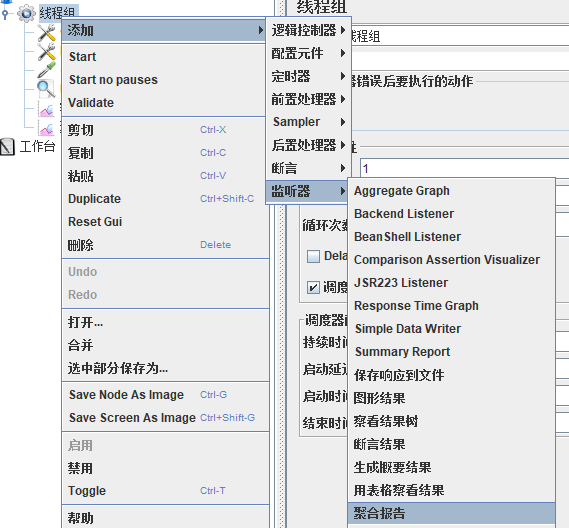 线程组
添加
Start
Start no pauses
Validate
剪切 Ctrl-X
复制 Ctrl-C
粘贴 Ctrl-V
Duplicate Ctrl+Shift-C
Reset Gui
删除 Delete
Undo
Redo
打开...
合并
选中部分保存为...
Save Node As Image Ctrl-G
Save Screen As Image Ctrl+Shift-G
启用
禁用
Toggle Ctrl-T
帮助
工作台
逻辑控制器
配置元件
定时器
前置处理器
Sampler
后置处理器
断言
监听器
Aggregate Graph
Backend Listener
BeanShell Listener
Comparison Assertion Visualizer
JSR223 Listener
Response Time Graph
Simple Data Writer
Summary Report
保存响应到文件
图形结果
察看结果树
断言结果
生成概要结果
用表格察看结果
聚合报告
线程组
线程组
器错误后要执行的动作
1
循环次数
Dela
调度
调度器
持续时间
启动延迟
启动时间
结束时间